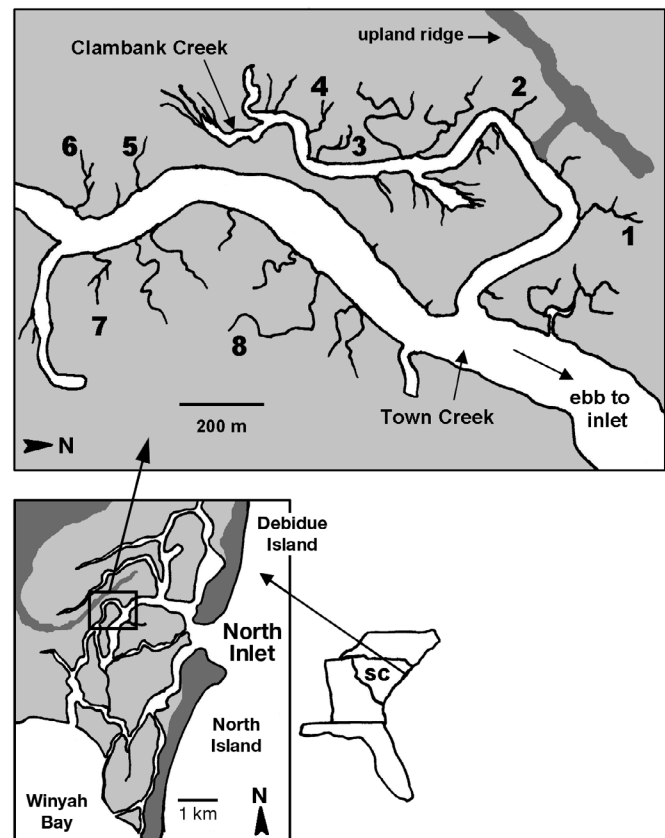 upland ridge
Clambank Creek
4
2
6
5
3
1
7
8
200 m
Town Creek
ebb to
inlet
N
Debidue
Island
North
Inlet
SC
North
Island
Winyah
Bay
1 km
N